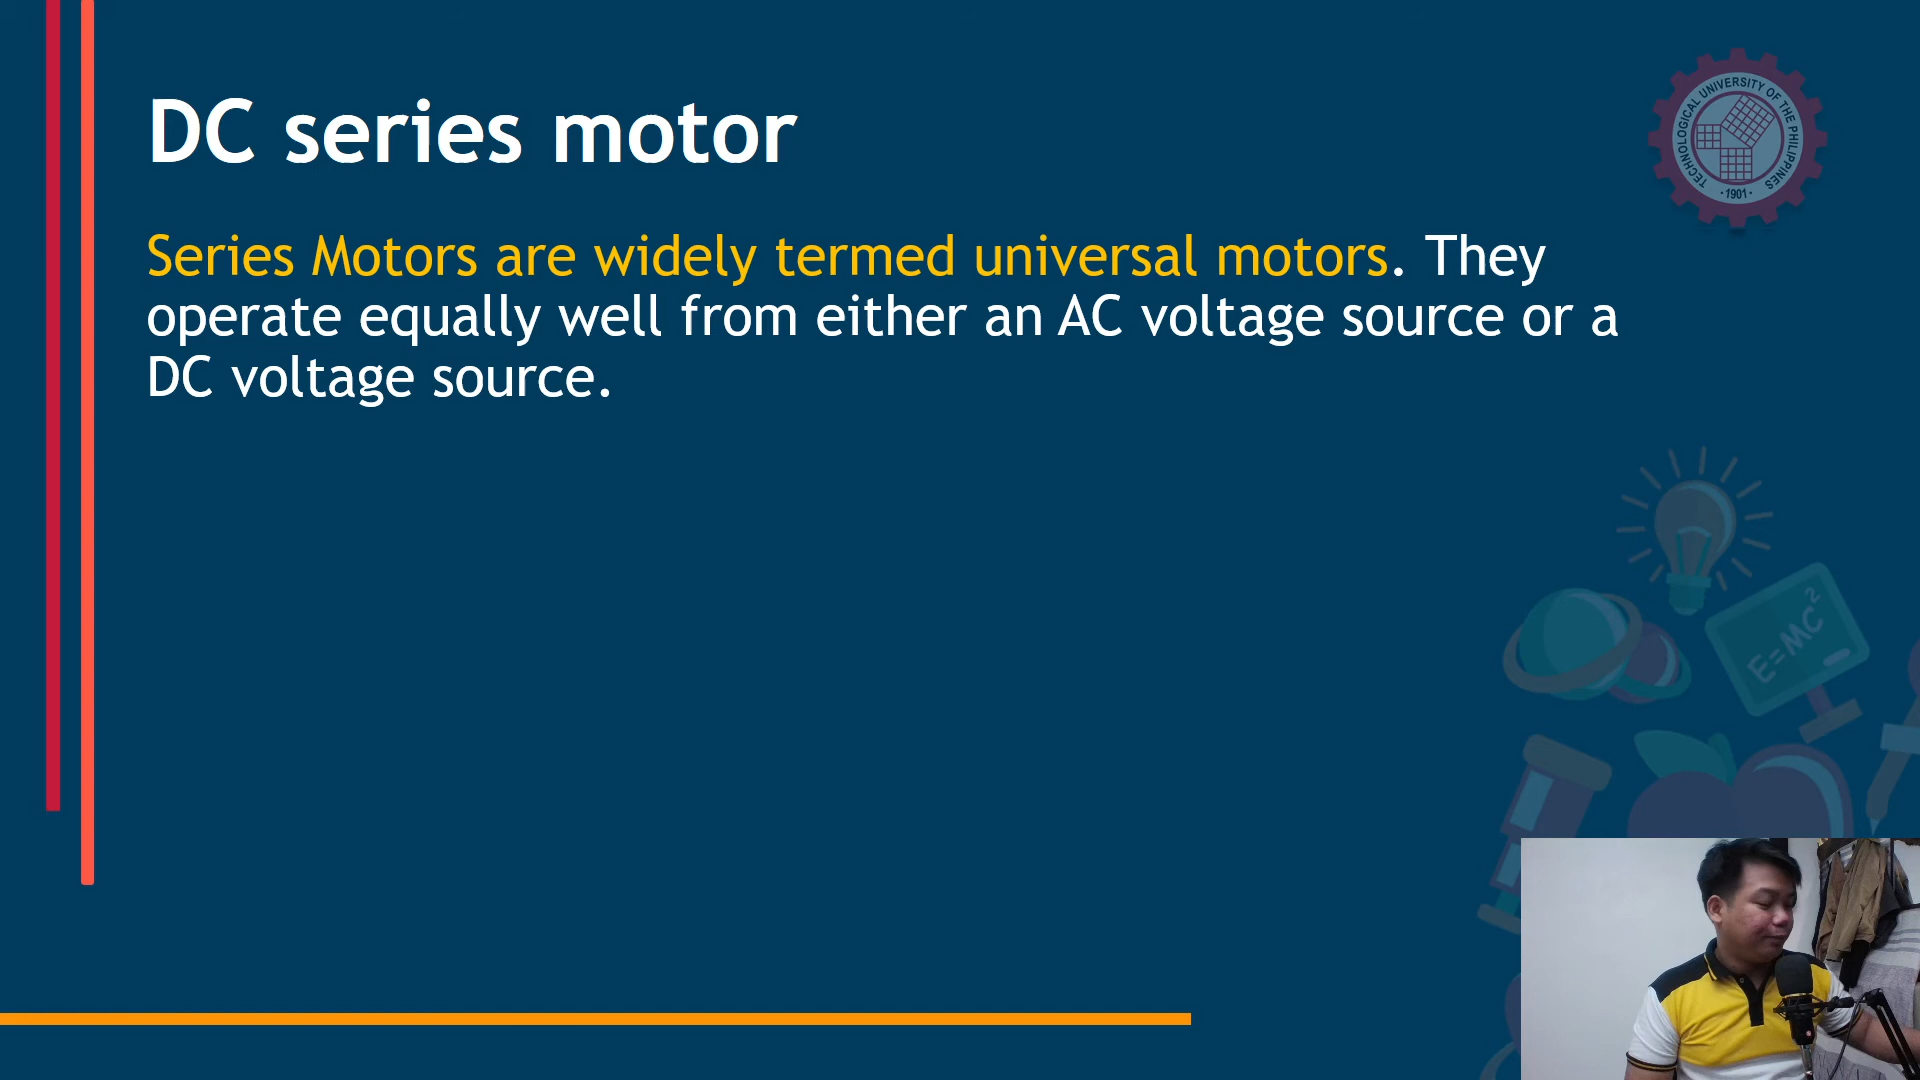 DC series motor
Series Motors are widely termed universal motors. They
operate equally well from either an AC voltage source or a
DC voltage source.
TECHNOLOGICAL UNIVERSITY OF THE PHILIPPINES
· 1901 ·
E=MC²